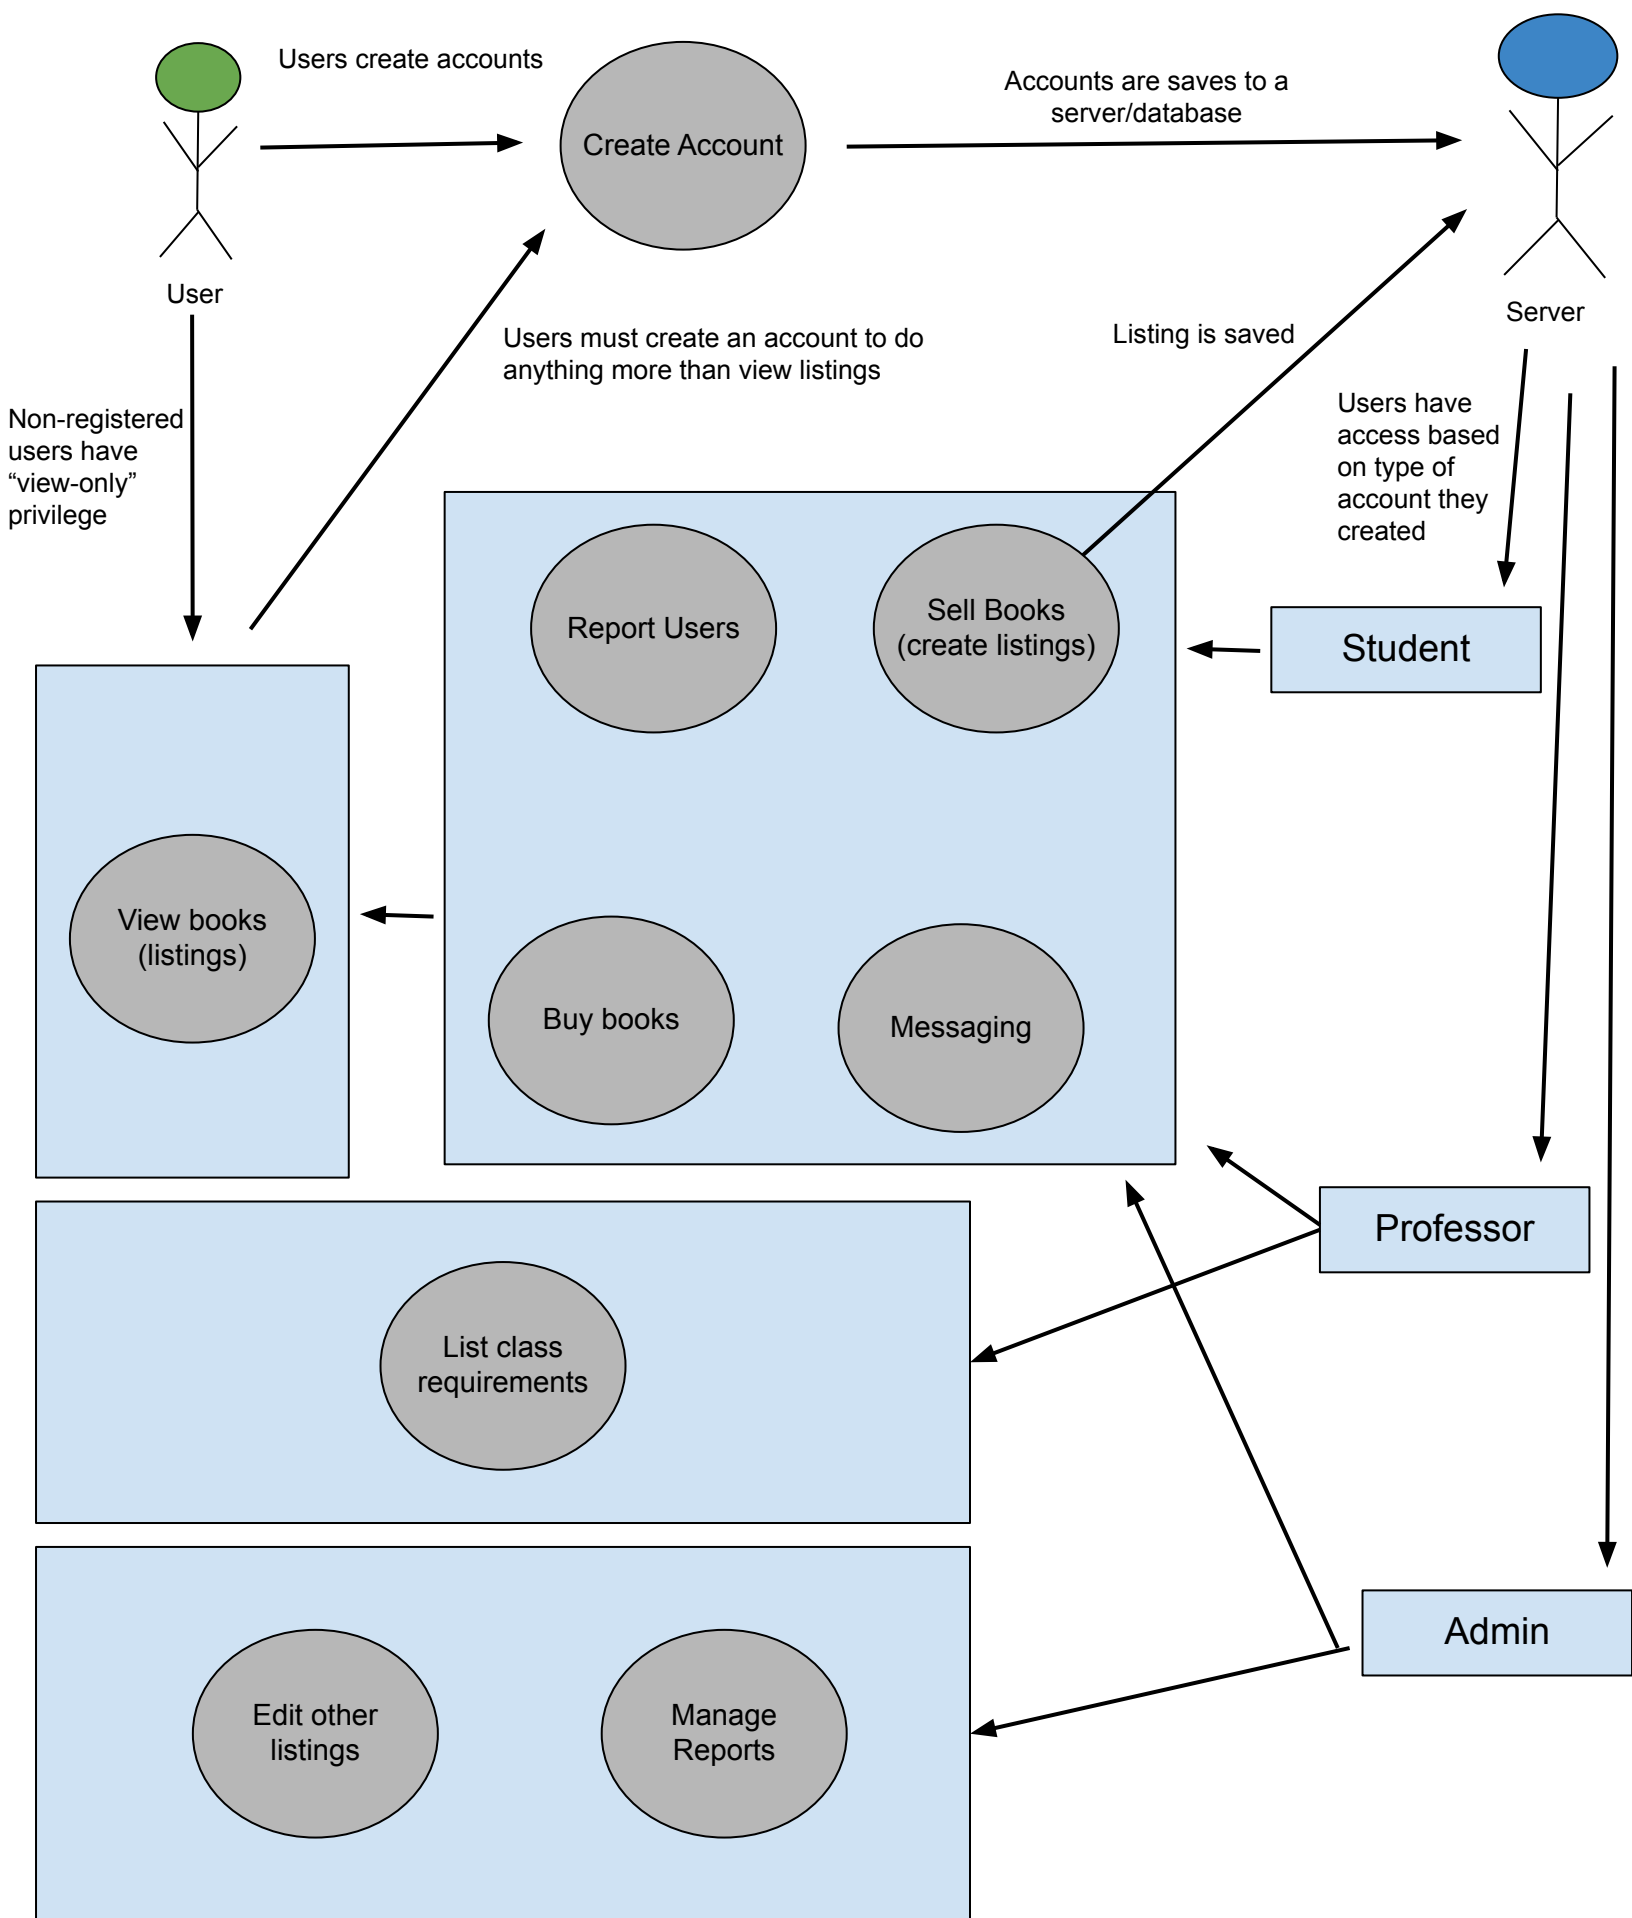 Users create accounts
Create Account
Accounts are saves to a
server/database
User
Server
Users must create an account to do
anything more than view listings
Listing is saved
Non-registered
users have
“view-only”
privilege
Users have
access based
on type of
account they
created
Report Users
Sell Books
(create listings)
Student
View books
(listings)
Buy books
Messaging
Professor
List class
requirements
Admin
Edit other
listings
Manage
Reports